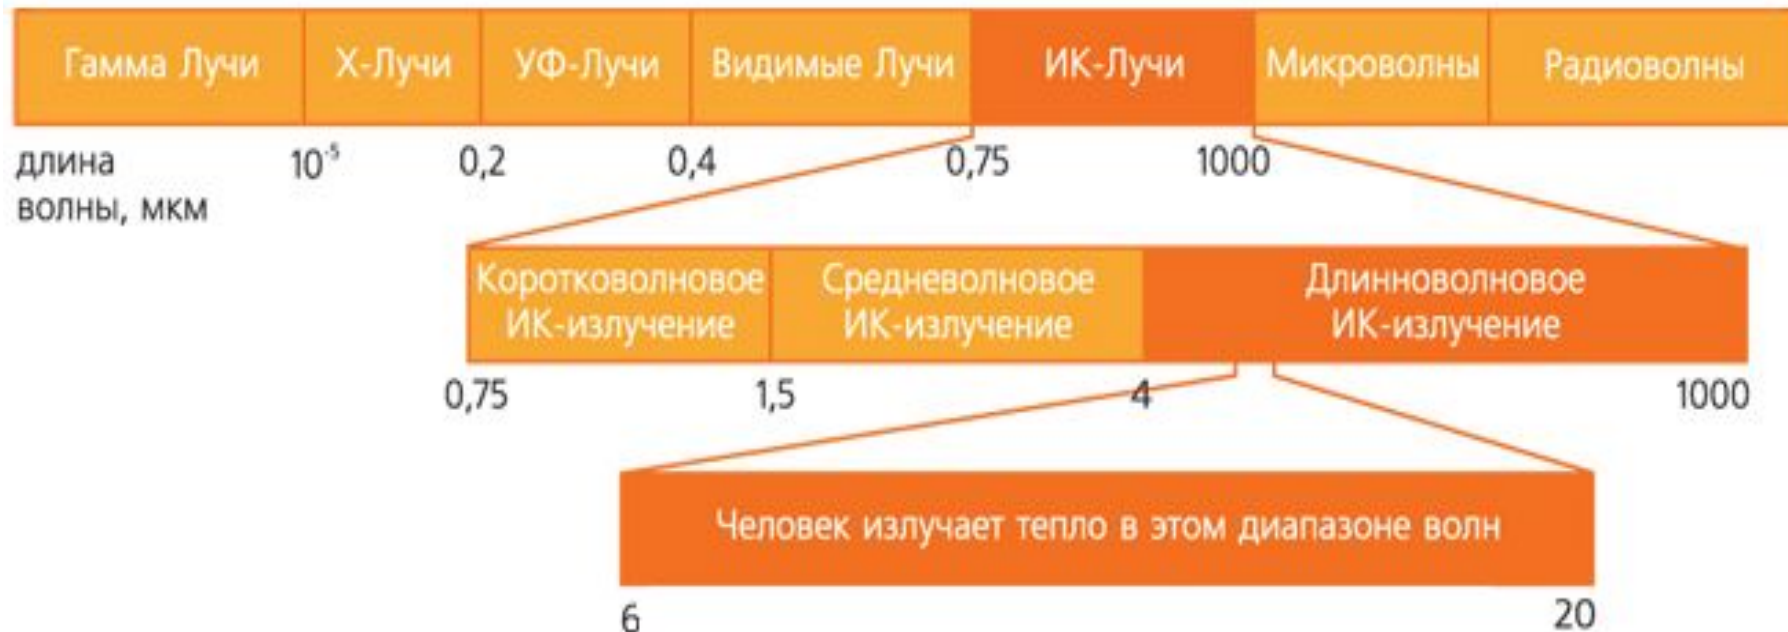 Гамма Лучи Х-Лучи УФ-Лучи Видимые Лучи ИК-Лучи Микроволны Радиоволны
длина 10⁻⁵ 0,2 0,4 0,75 1000
волны, мкм
Коротковолновое Средневолновое Длинноволновое
ИК-излучение ИК-излучение ИК-излучение
0,75 1,5 4 1000
Человек излучает тепло в этом диапазоне волн
6 20